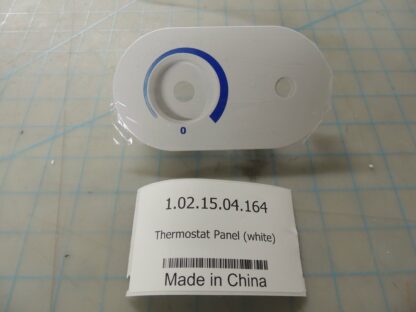 0
1.02.15.04.164
Thermostat Panel (white)
Made in China